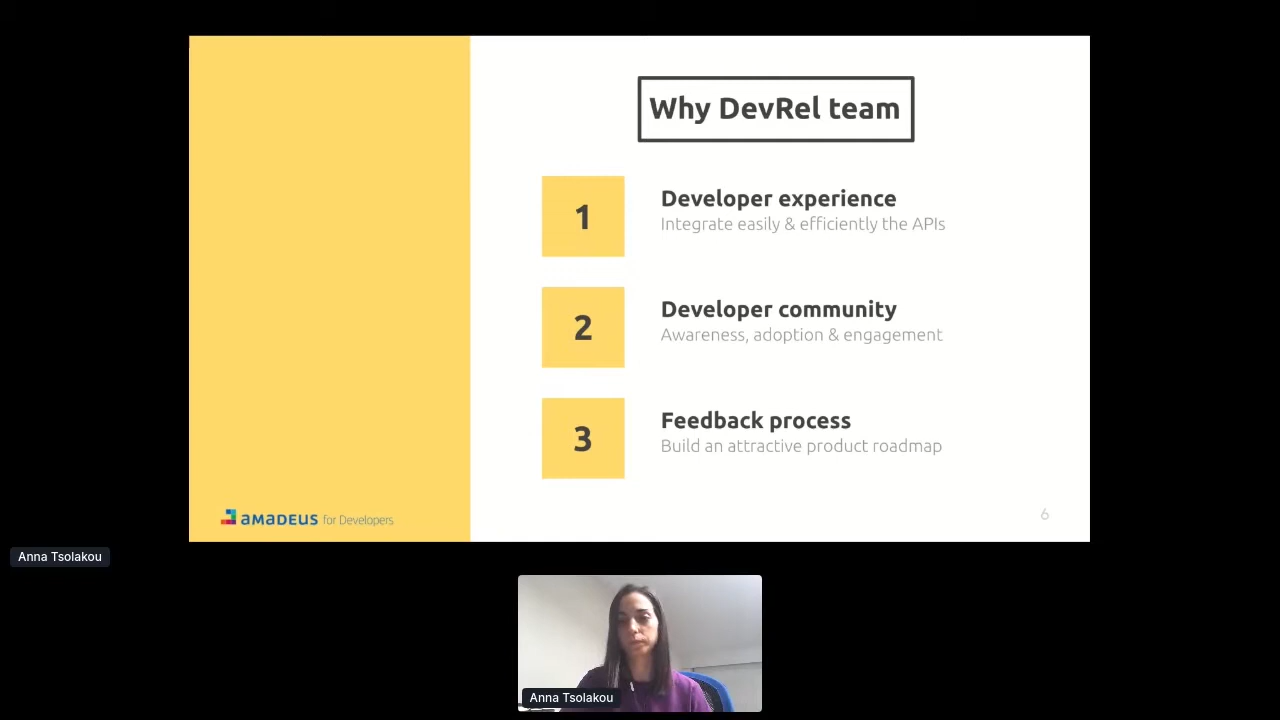 Why DevRel team
1
Developer experience
Integrate easily & efficiently the APIs
2
Developer community
Awareness, adoption & engagement
3
Feedback process
Build an attractive product roadmap
amadeus for Developers
6
Anna Tsolakou
Anna Tsolakou